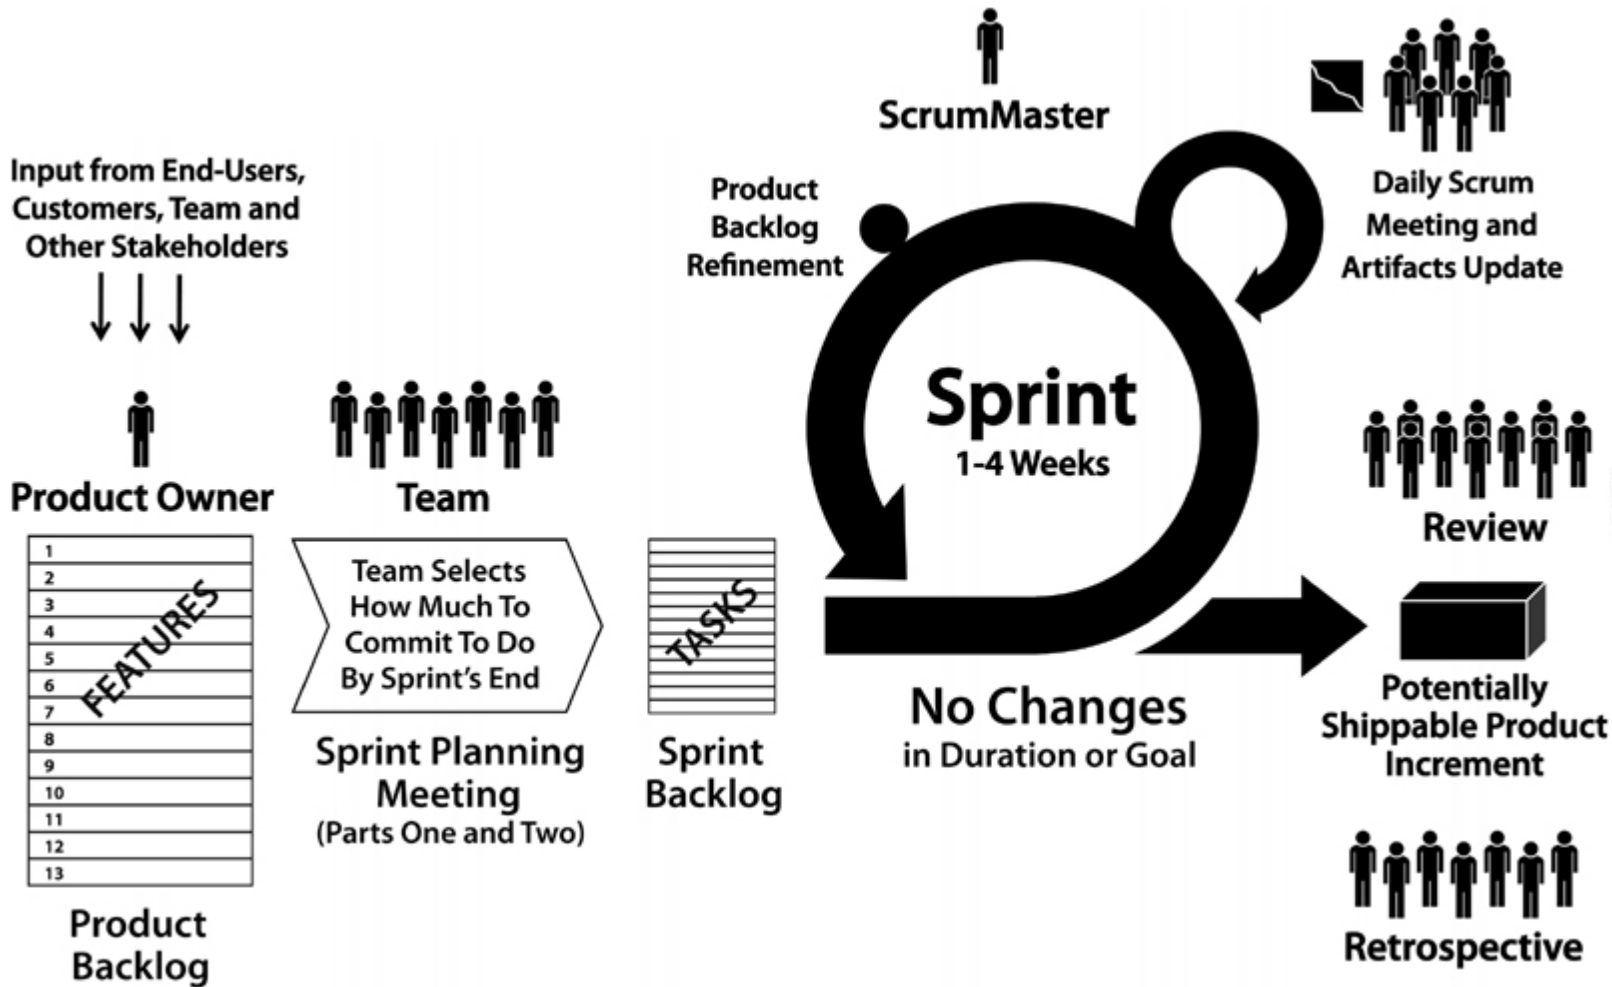 Input from End-Users,
Customers, Team and
Other Stakeholders
Product Owner
1
2
3
4
5
6
7
8
9
10
11
12
13
FEATURES
Product
Backlog
Team
Team Selects
How Much To
Commit To Do
By Sprint's End
Sprint Planning
Meeting
(Parts One and Two)
TASKS
Sprint
Backlog
ScrumMaster
Product
Backlog
Refinement
Sprint
1-4 Weeks
No Changes
in Duration or Goal
Daily Scrum
Meeting and
Artifacts Update
Review
Potentially
Shippable Product
Increment
Retrospective